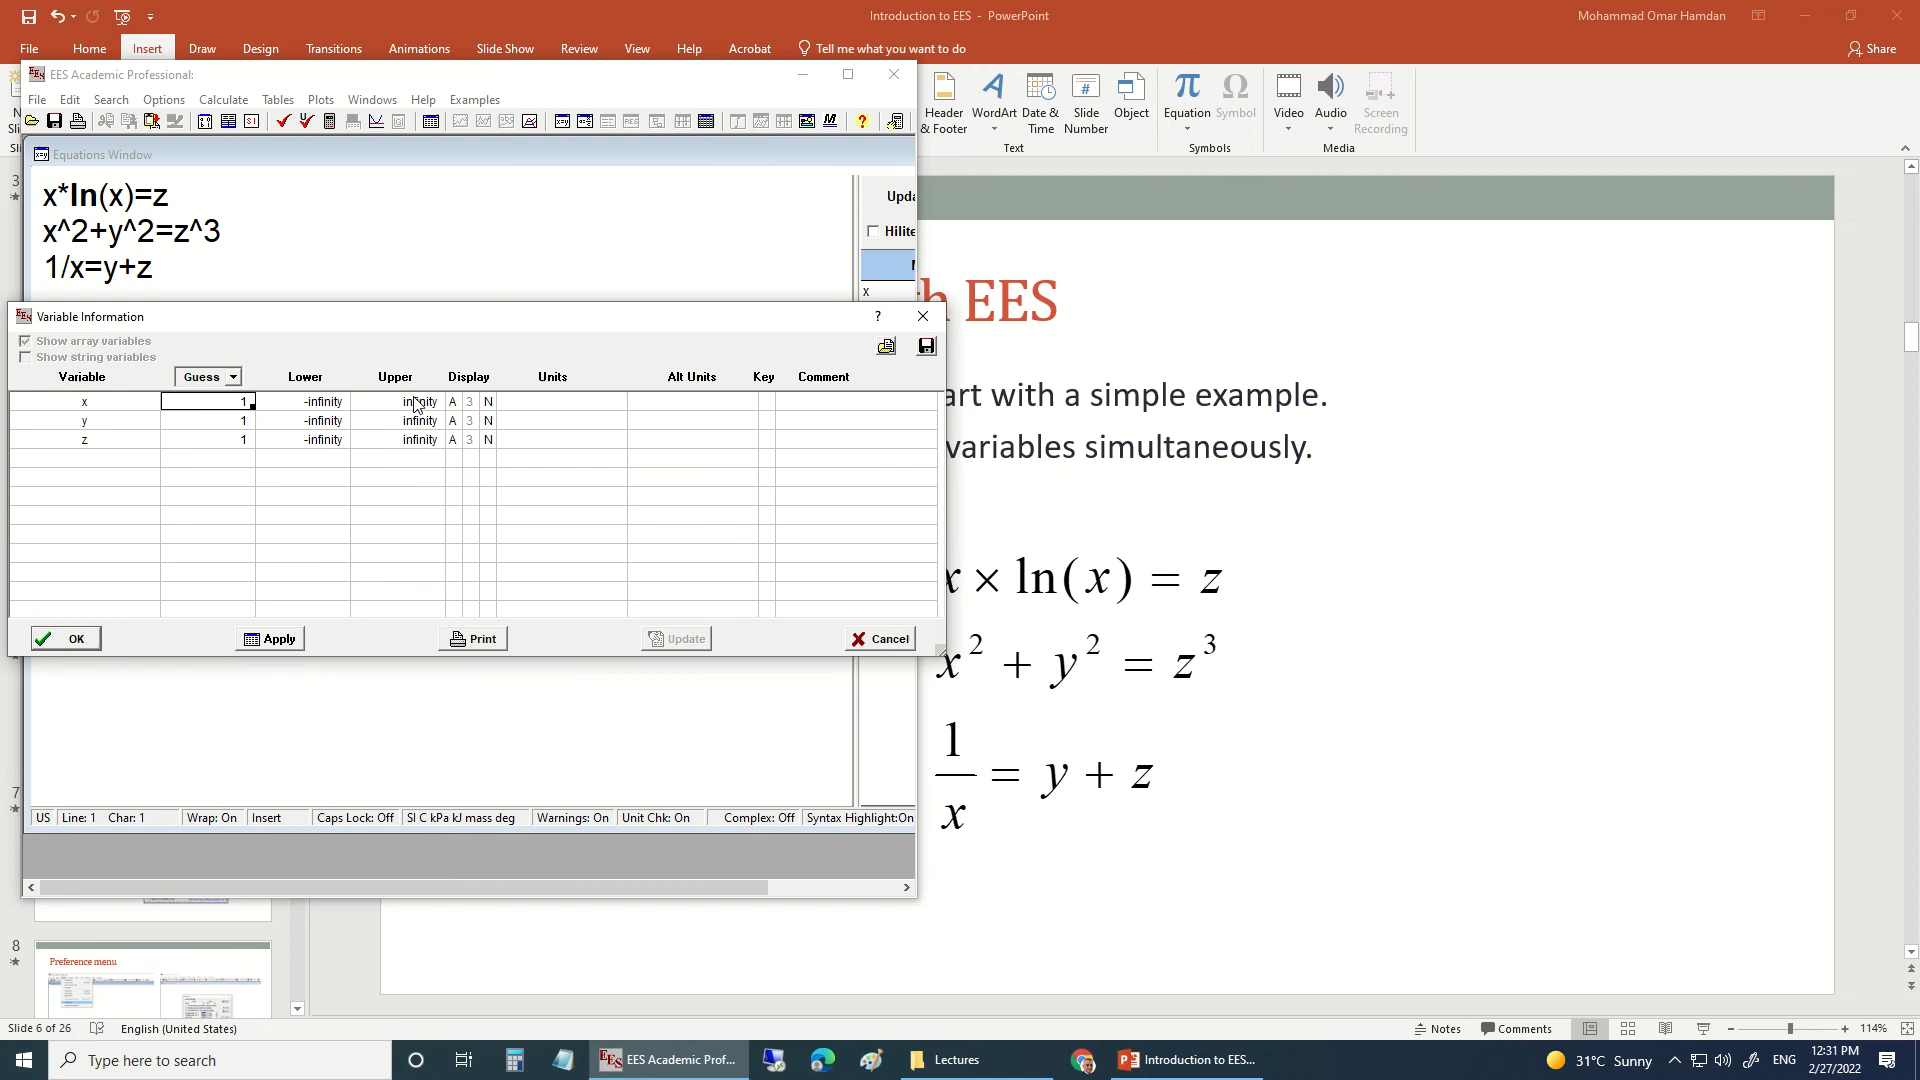 Introduction to EES - PowerPoint
Mohammad Omar Hamdan
File Home Insert Draw Design Transitions Animations Slide Show Review View Help Acrobat Tell me what you want to do
Share
EES Academic Professional:
File Edit Search Options Calculate Tables Plots Windows Help Examples
Header & Footer
WordArt
Date & Time
Slide Number
Object
Equation
Symbol
Video
Audio
Screen Recording
Text
Symbols
Media
Equations Window
x*ln(x)=z
x^2+y^2=z^3
1/x=y+z
Upda
Hilite
x
Variable Information
?
Show array variables
Show string variables
Variable Guess Lower Upper Display Units Alt Units Key Comment
x 1 -infinity infinity A 3 N
y 1 -infinity infinity A 3 N
z 1 -infinity infinity A 3 N
OK Apply Print Update Cancel
US Line: 1 Char: 1 Wrap: On Insert Caps Lock: Off SI C kPa kJ mass deg Warnings: On Unit Chk: On Complex: Off Syntax Highlight:On
h EES
art with a simple example.
variables simultaneously.
x × ln(x) = z
x² + y² = z³
1/x = y + z
3
7
8
Preference menu
Slide 6 of 26 English (United States)
Notes Comments 114%
Type here to search
EES Academic Prof...
Lectures
Introduction to EES...
31°C Sunny
ENG
12:31 PM
2/27/2022